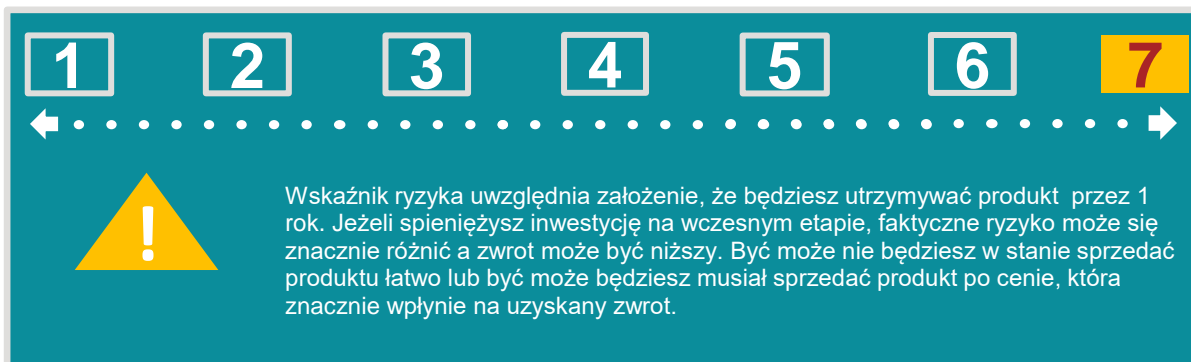 1 2 3 4 5 6 7
!
Wskaźnik ryzyka uwzględnia założenie, że będziesz utrzymywać produkt przez 1
rok. Jeżeli spieniężysz inwestycję na wczesnym etapie, faktyczne ryzyko może się
znacznie różnić a zwrot może być niższy. Być może nie będziesz w stanie sprzedać
produktu łatwo lub być może będziesz musiał sprzedać produkt po cenie, która
znacznie wpłynie na uzyskany zwrot.